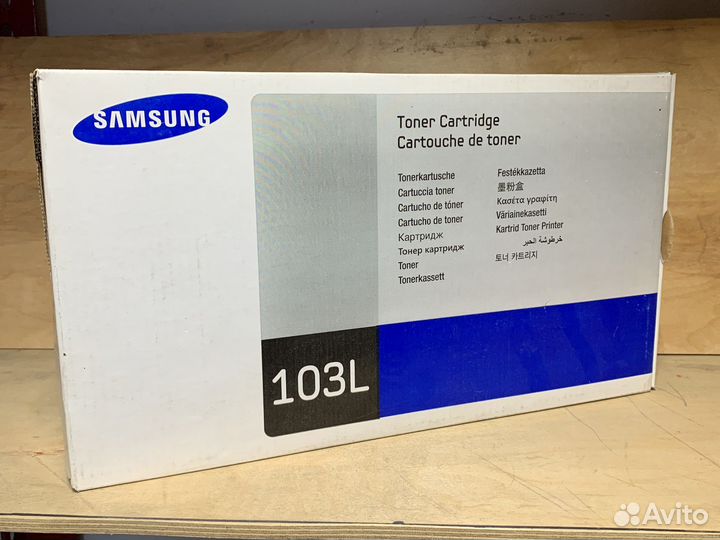 SAMSUNG
Toner Cartridge
Cartouche de toner
Tonerkartusche
Cartuccia toner
Cartucho de tóner
Cartucho de toner
Картридж
Тонер картридж
Toner
Tonerkassett
Festékkazetta
墨粉盒
Κασέτα γραφίτη
Väriainekasetti
Kartrid Toner Printer
خرطوشة الحبر
토너 카트리지
103L
Avito